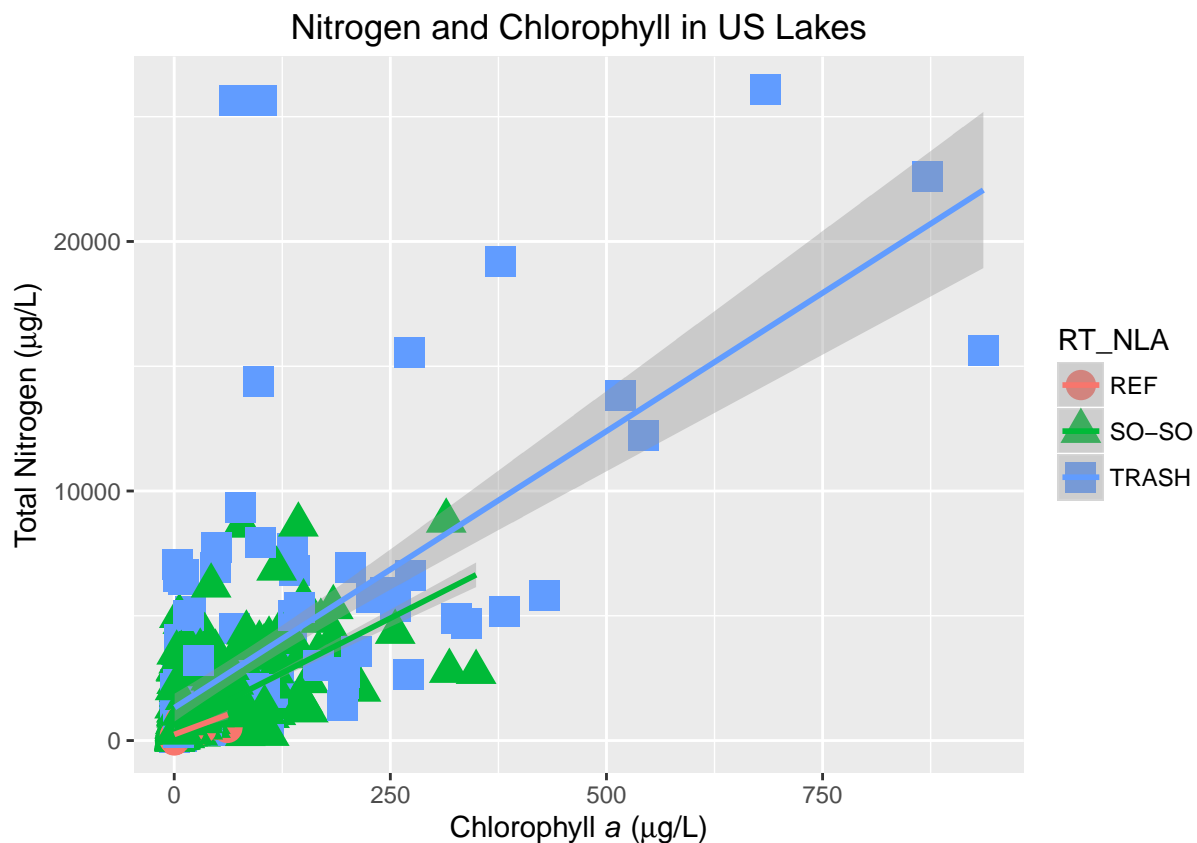 Nitrogen and Chlorophyll in US Lakes
20000
10000
0
Total Nitrogen (μg/L)
0 250 500 750
Chlorophyll a (μg/L)
RT_NLA
REF
SO−SO
TRASH